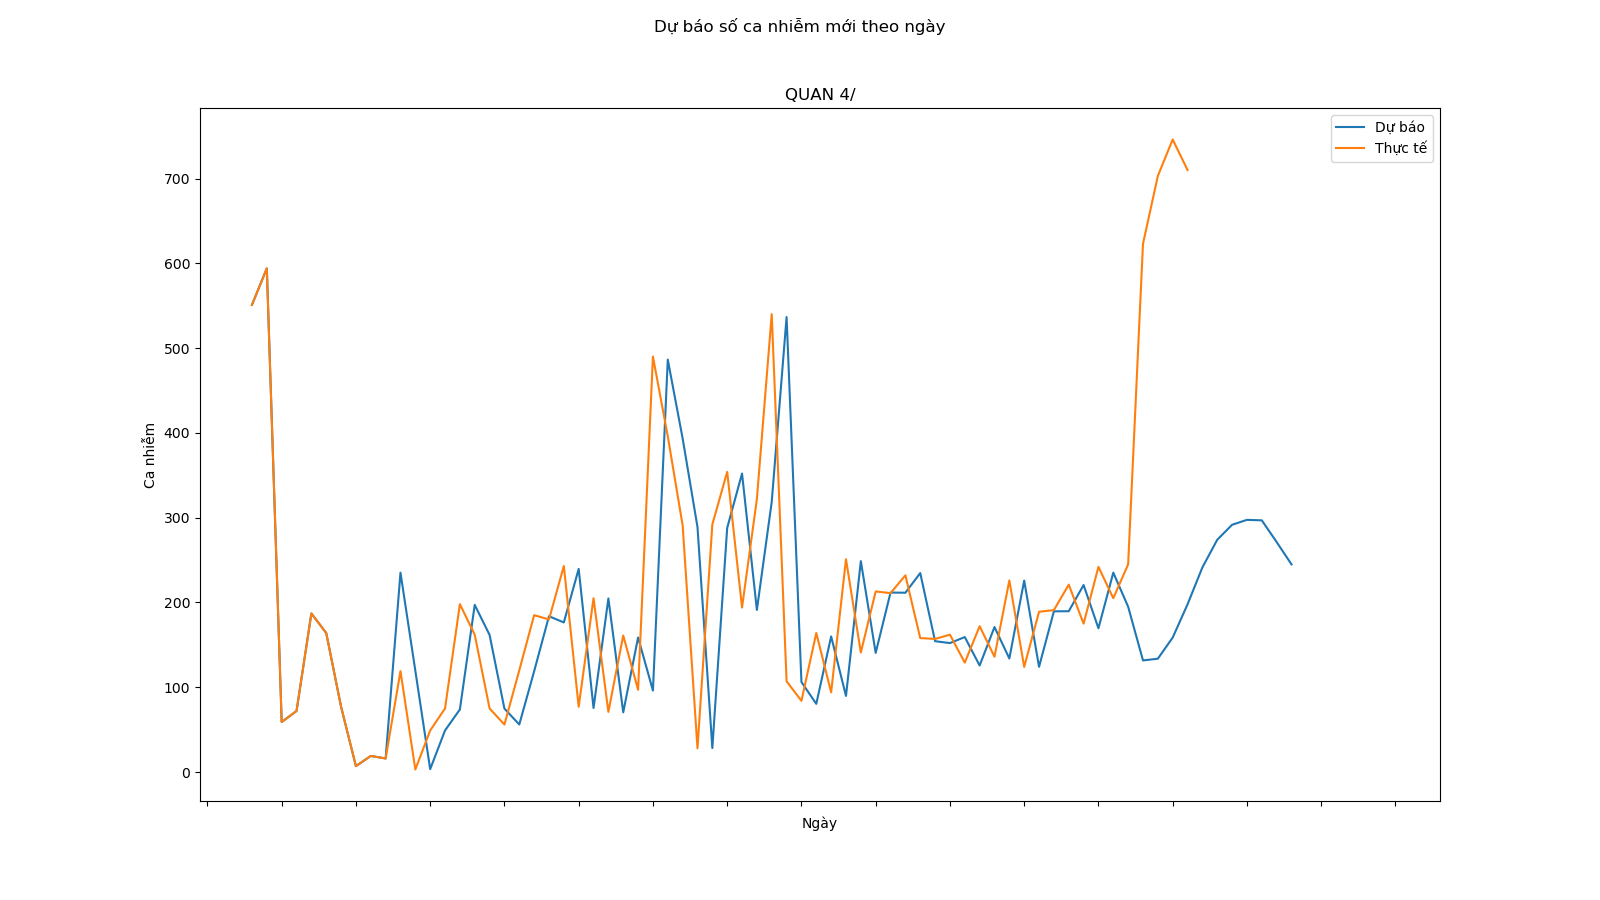 Dự báo số ca nhiễm mới theo ngày
QUAN 4/
Dự báo
Thực tế
700
600
500
400
300
200
100
0
Ca nhiễm
Ngày